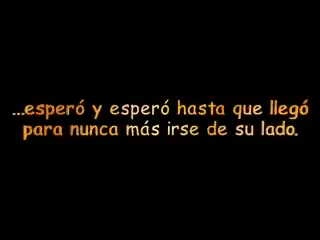 ...esperó y esperó hasta que llegó
para nunca más irse de su lado.